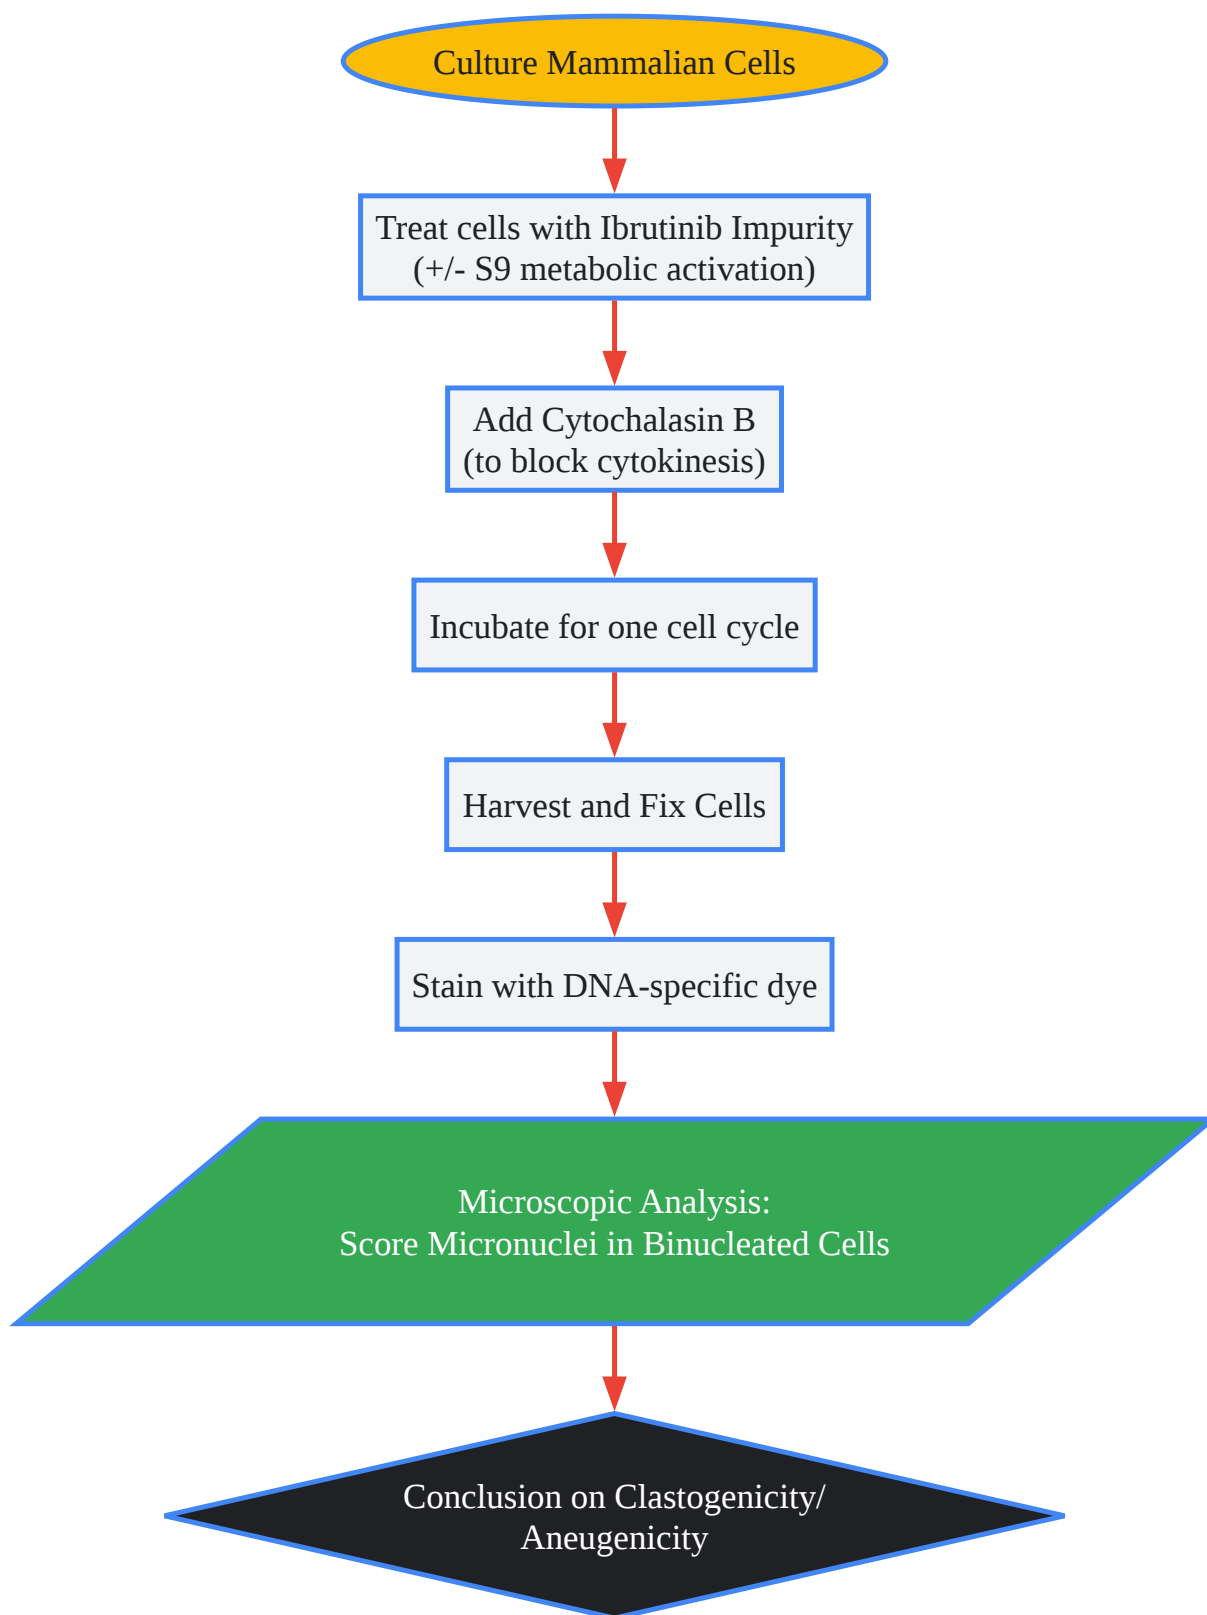 Culture Mammalian Cells
Treat cells with Ibrutinib Impurity
(+/- S9 metabolic activation)
Add Cytochalasin B
(to block cytokinesis)
Incubate for one cell cycle
Harvest and Fix Cells
Stain with DNA-specific dye
Microscopic Analysis:
Score Micronuclei in Binucleated Cells
Conclusion on Clastogenicity/
Aneugenicity